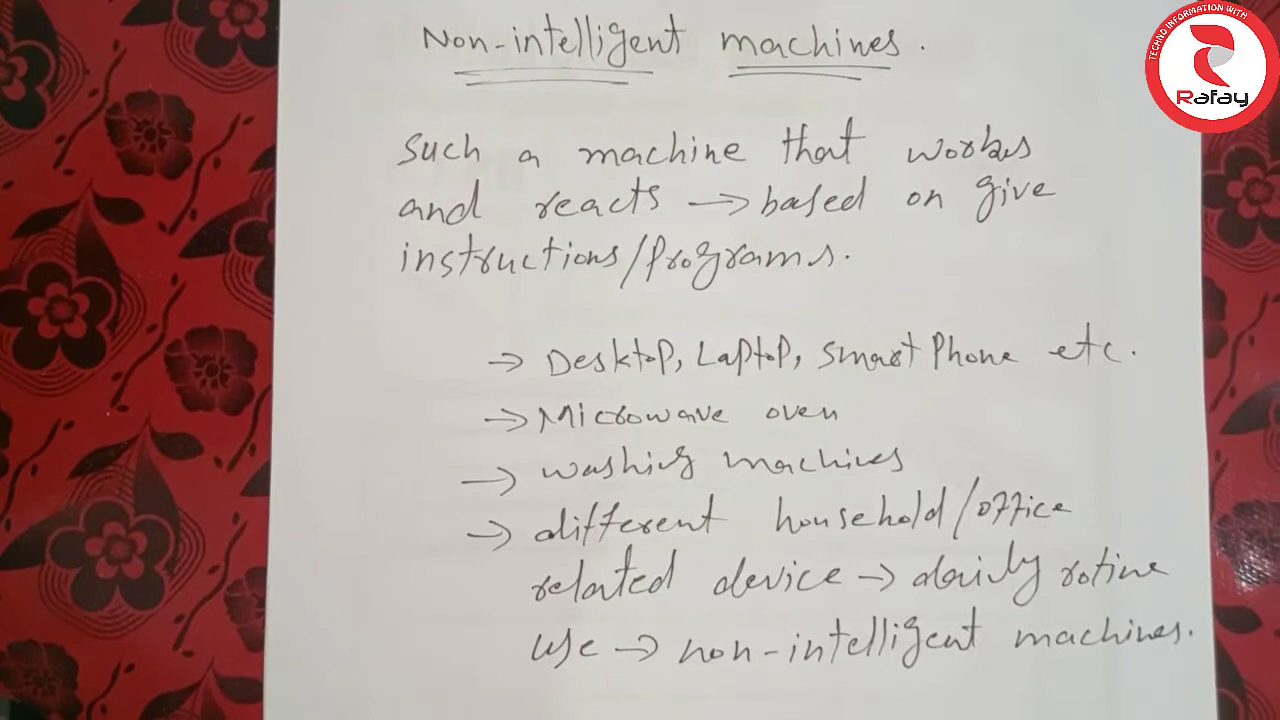 Non-intelligent machines.
TECHNO INFORMATION WITH
Rafay
Such a machine that works
and reacts → based on give
instructions/Programs.
→ Desktop, Laptop, Smart Phone etc.
→ Microwave oven
→ washing machines
→ different household/office
related device → daily rotine
use → non-intelligent machines.